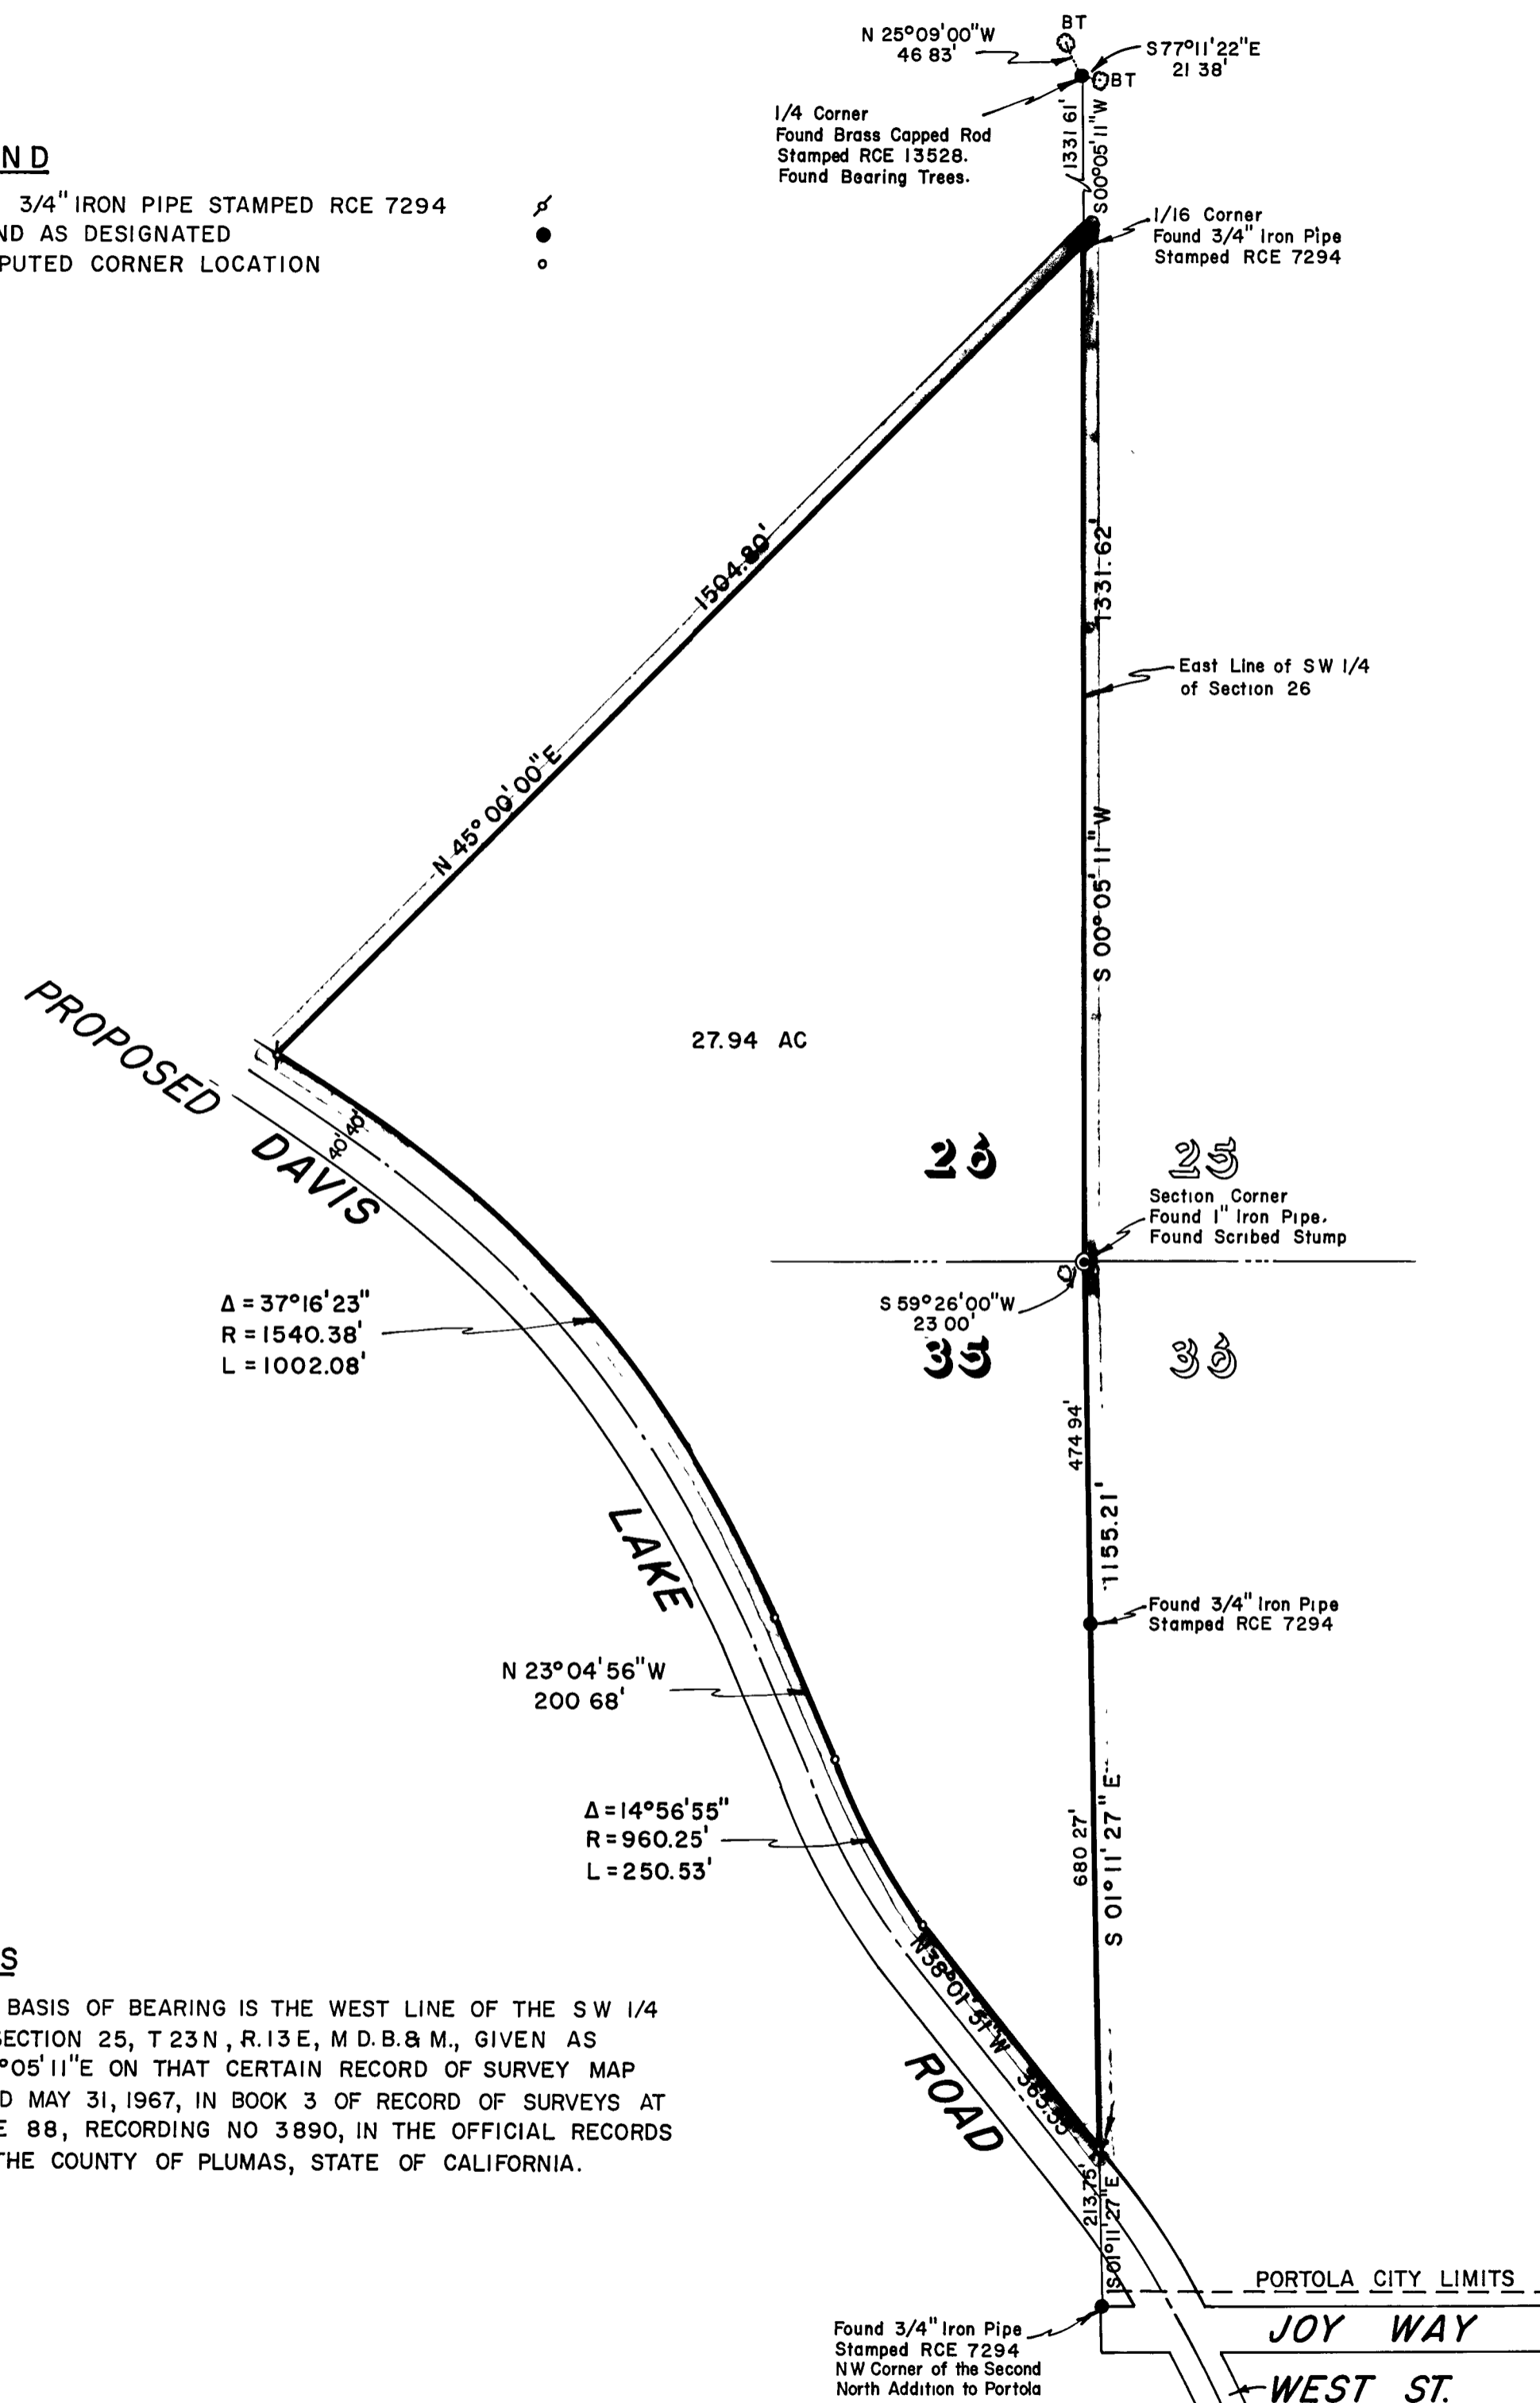 BT
N 25°09'00"W
46 83'
S77°11'22"E
21 38'
BT
1/4 Corner
Found Brass Capped Rod
Stamped RCE 13528.
Found Bearing Trees.
1331 61'
S00°05'11"W
ND
3/4" IRON PIPE STAMPED RCE 7294
ND AS DESIGNATED
PUTED CORNER LOCATION
1/16 Corner
Found 3/4" Iron Pipe
Stamped RCE 7294
1504.80'
N 45° 00' 00" E
1331.62'
East Line of SW 1/4
of Section 26
S 00° 05' 11" W
27.94 AC
PROPOSED DAVIS LAKE ROAD
40' 40'
26
25
Section Corner
Found 1" Iron Pipe.
Found Scribed Stump
S 59°26'00"W
23 00'
35
36
Δ = 37°16'23"
R = 1540.38'
L = 1002.08'
474 94'
1155.21'
Found 3/4" Iron Pipe
Stamped RCE 7294
N 23°04'56"W
200 68'
Δ = 14°56'55"
R = 960.25'
L = 250.53'
680 27'
S 01° 11' 27" E
S
BASIS OF BEARING IS THE WEST LINE OF THE SW 1/4
SECTION 25, T 23 N, R. 13 E, M D. B. & M., GIVEN AS
°05'11"E ON THAT CERTAIN RECORD OF SURVEY MAP
D MAY 31, 1967, IN BOOK 3 OF RECORD OF SURVEYS AT
E 88, RECORDING NO 3890, IN THE OFFICIAL RECORDS
THE COUNTY OF PLUMAS, STATE OF CALIFORNIA.
213.75'
S01°11'27"E
PORTOLA CITY LIMITS
Found 3/4" Iron Pipe
Stamped RCE 7294
NW Corner of the Second
North Addition to Portola
JOY WAY
WEST ST.